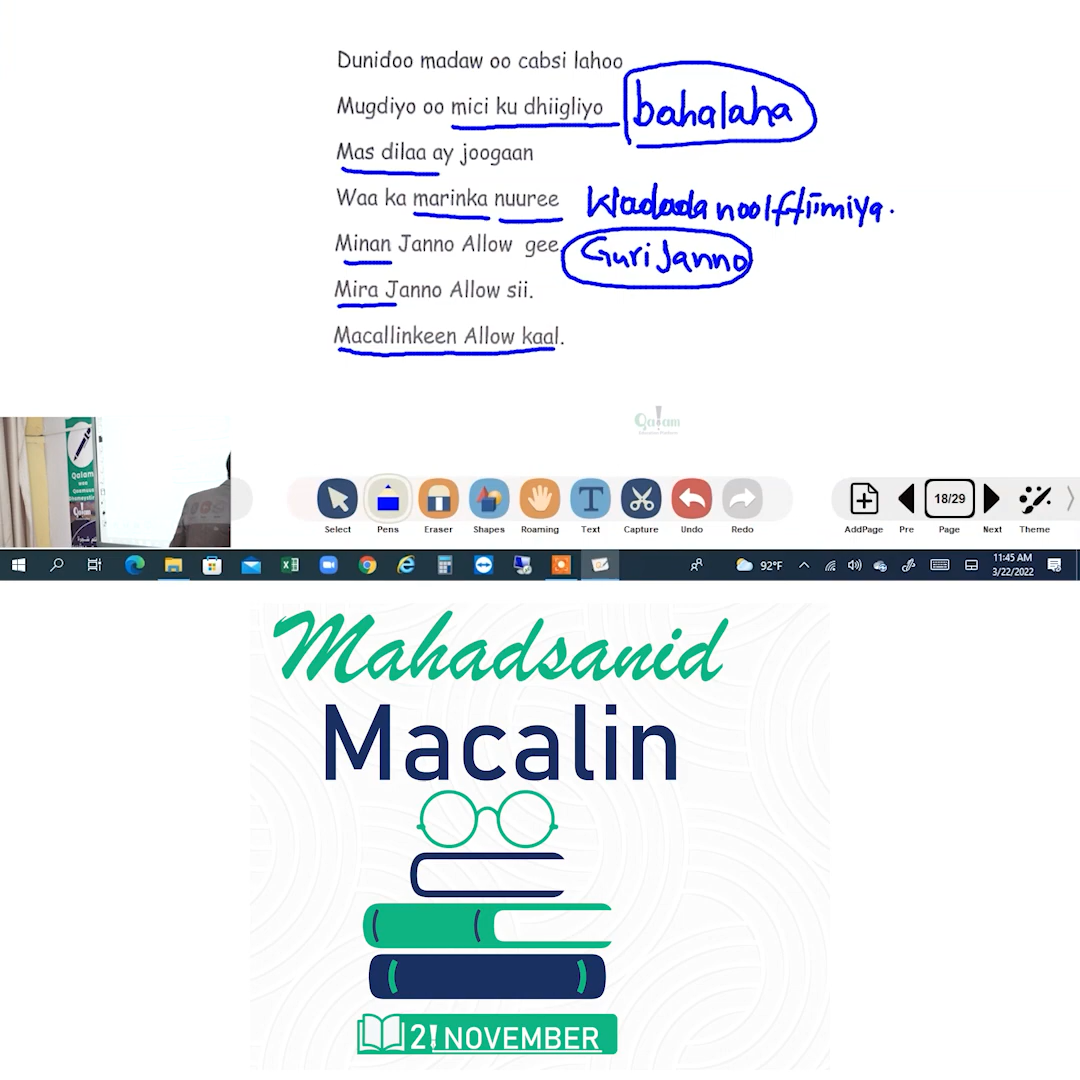 Dunidoo madaw oo cabsi lahoo
Mugdiyo oo mici ku dhiigliyo bahalaha
Mas dilaa ay joogaan
Waa ka marinka nuuree
Minan Janno Allow gee Guri Janno
Mira Janno Allow sii.
Macallinkeen Allow kaal.
Qalam
Qalam
Select Pens Eraser Shapes Roaming Text Capture Undo Redo AddPage Pre Page Next Theme
18/29
92°F 11:45 AM
3/22/2022
Mahadsanid
Macalin
21 NOVEMBER